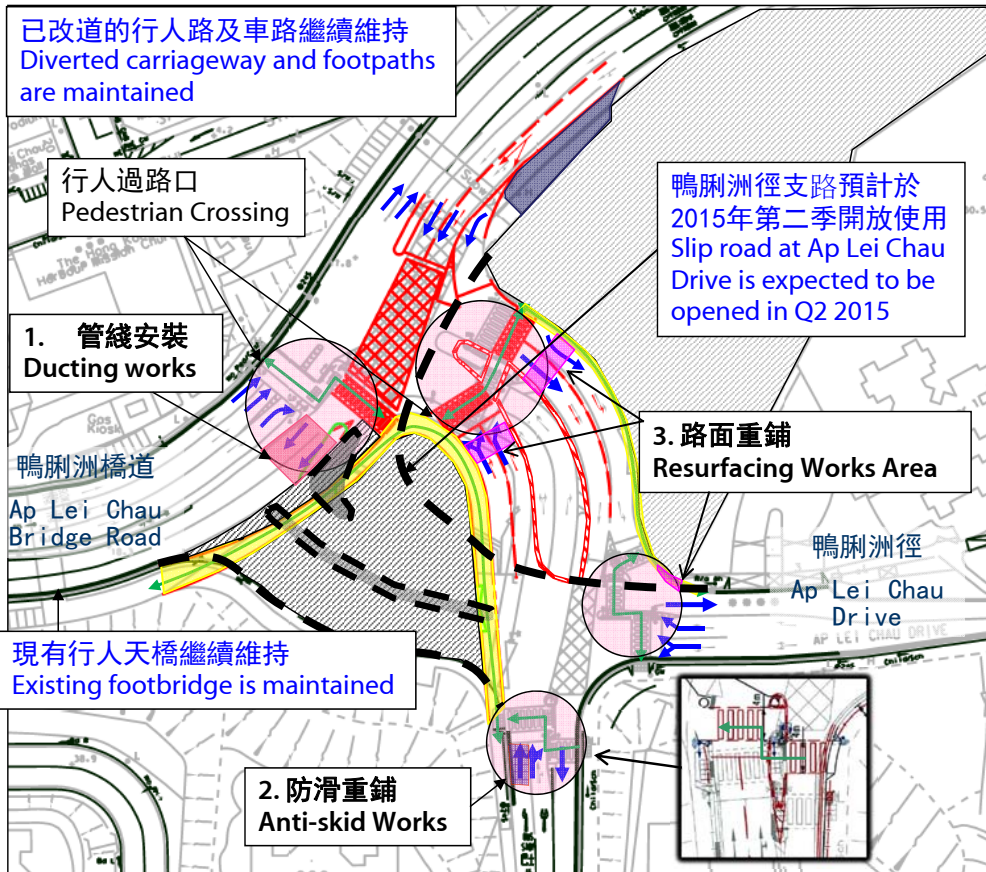 已改道的行人路及車路繼續維持
Diverted carriageway and footpaths
are maintained
行人過路口
Pedestrian Crossing
鴨脷洲徑支路預計於
2015年第二季開放使用
Slip road at Ap Lei Chau
Drive is expected to be
opened in Q2 2015
1. 管綫安裝
Ducting works
The Hong Kong
Gas
Kiosk
3. 路面重鋪
Resurfacing Works Area
鴨脷洲橋道
Ap Lei Chau
Bridge Road
鴨脷洲徑
Ap Lei Chau
Drive
AP LEI CHAU DRIVE
現有行人天橋繼續維持
Existing footbridge is maintained
2. 防滑重鋪
Anti-skid Works